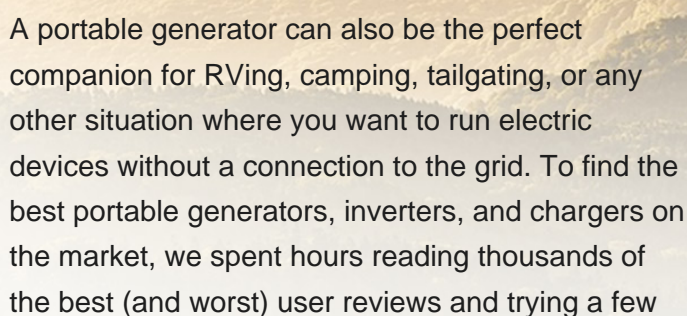 A portable generator can also be the perfect
companion for RVing, camping, tailgating, or any
other situation where you want to run electric
devices without a connection to the grid. To find the
best portable generators, inverters, and chargers on
the market, we spent hours reading thousands of
the best (and worst) user reviews and trying a few